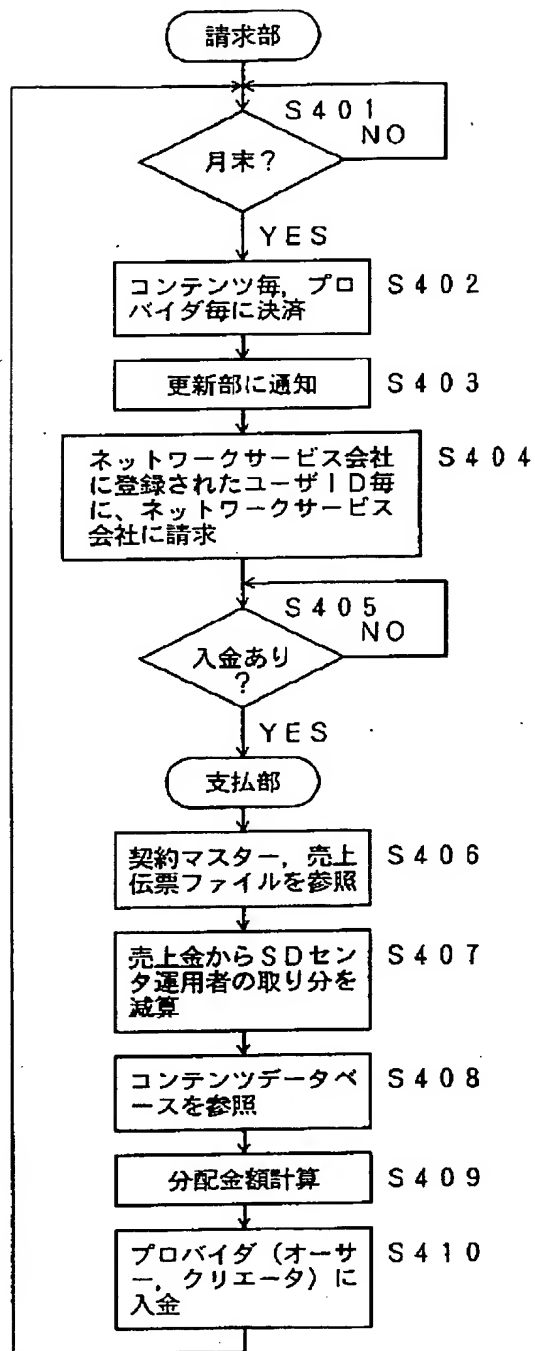 請求部
S401
NO
月末?
YES
コンテンツ毎,プロ
バイダ毎に決済
S402
更新部に通知
S403
ネットワークサービス会社
に登録されたユーザID毎
に、ネットワークサービス
会社に請求
S404
S405
NO
入金あり
?
YES
支払部
契約マスター,売上
伝票ファイルを参照
S406
売上金からSDセン
タ運用者の取り分を
減算
S407
コンテンツデータベ
ースを参照
S408
分配金額計算
S409
プロバイダ(オーサ
ー,クリエータ)に
入金
S410